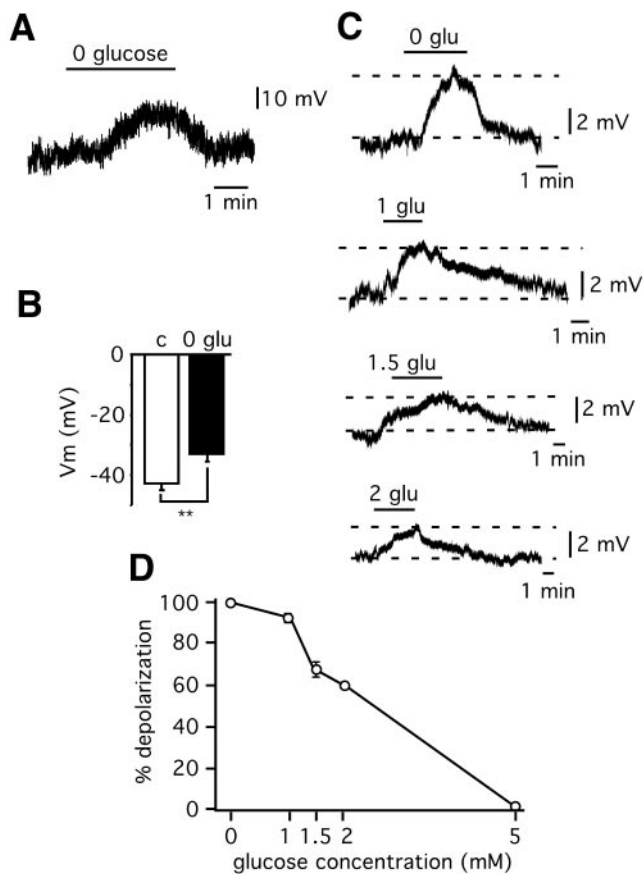 A
0 glucose
10 mV
1 min
B
c 0 glu
0
-20
-40
Vm (mV)
**
C
0 glu
2 mV
1 min
1 glu
2 mV
1 min
1.5 glu
2 mV
1 min
2 glu
2 mV
1 min
D
100
80
60
40
20
0
% depolarization
0 1 1.5 2 5
glucose concentration (mM)